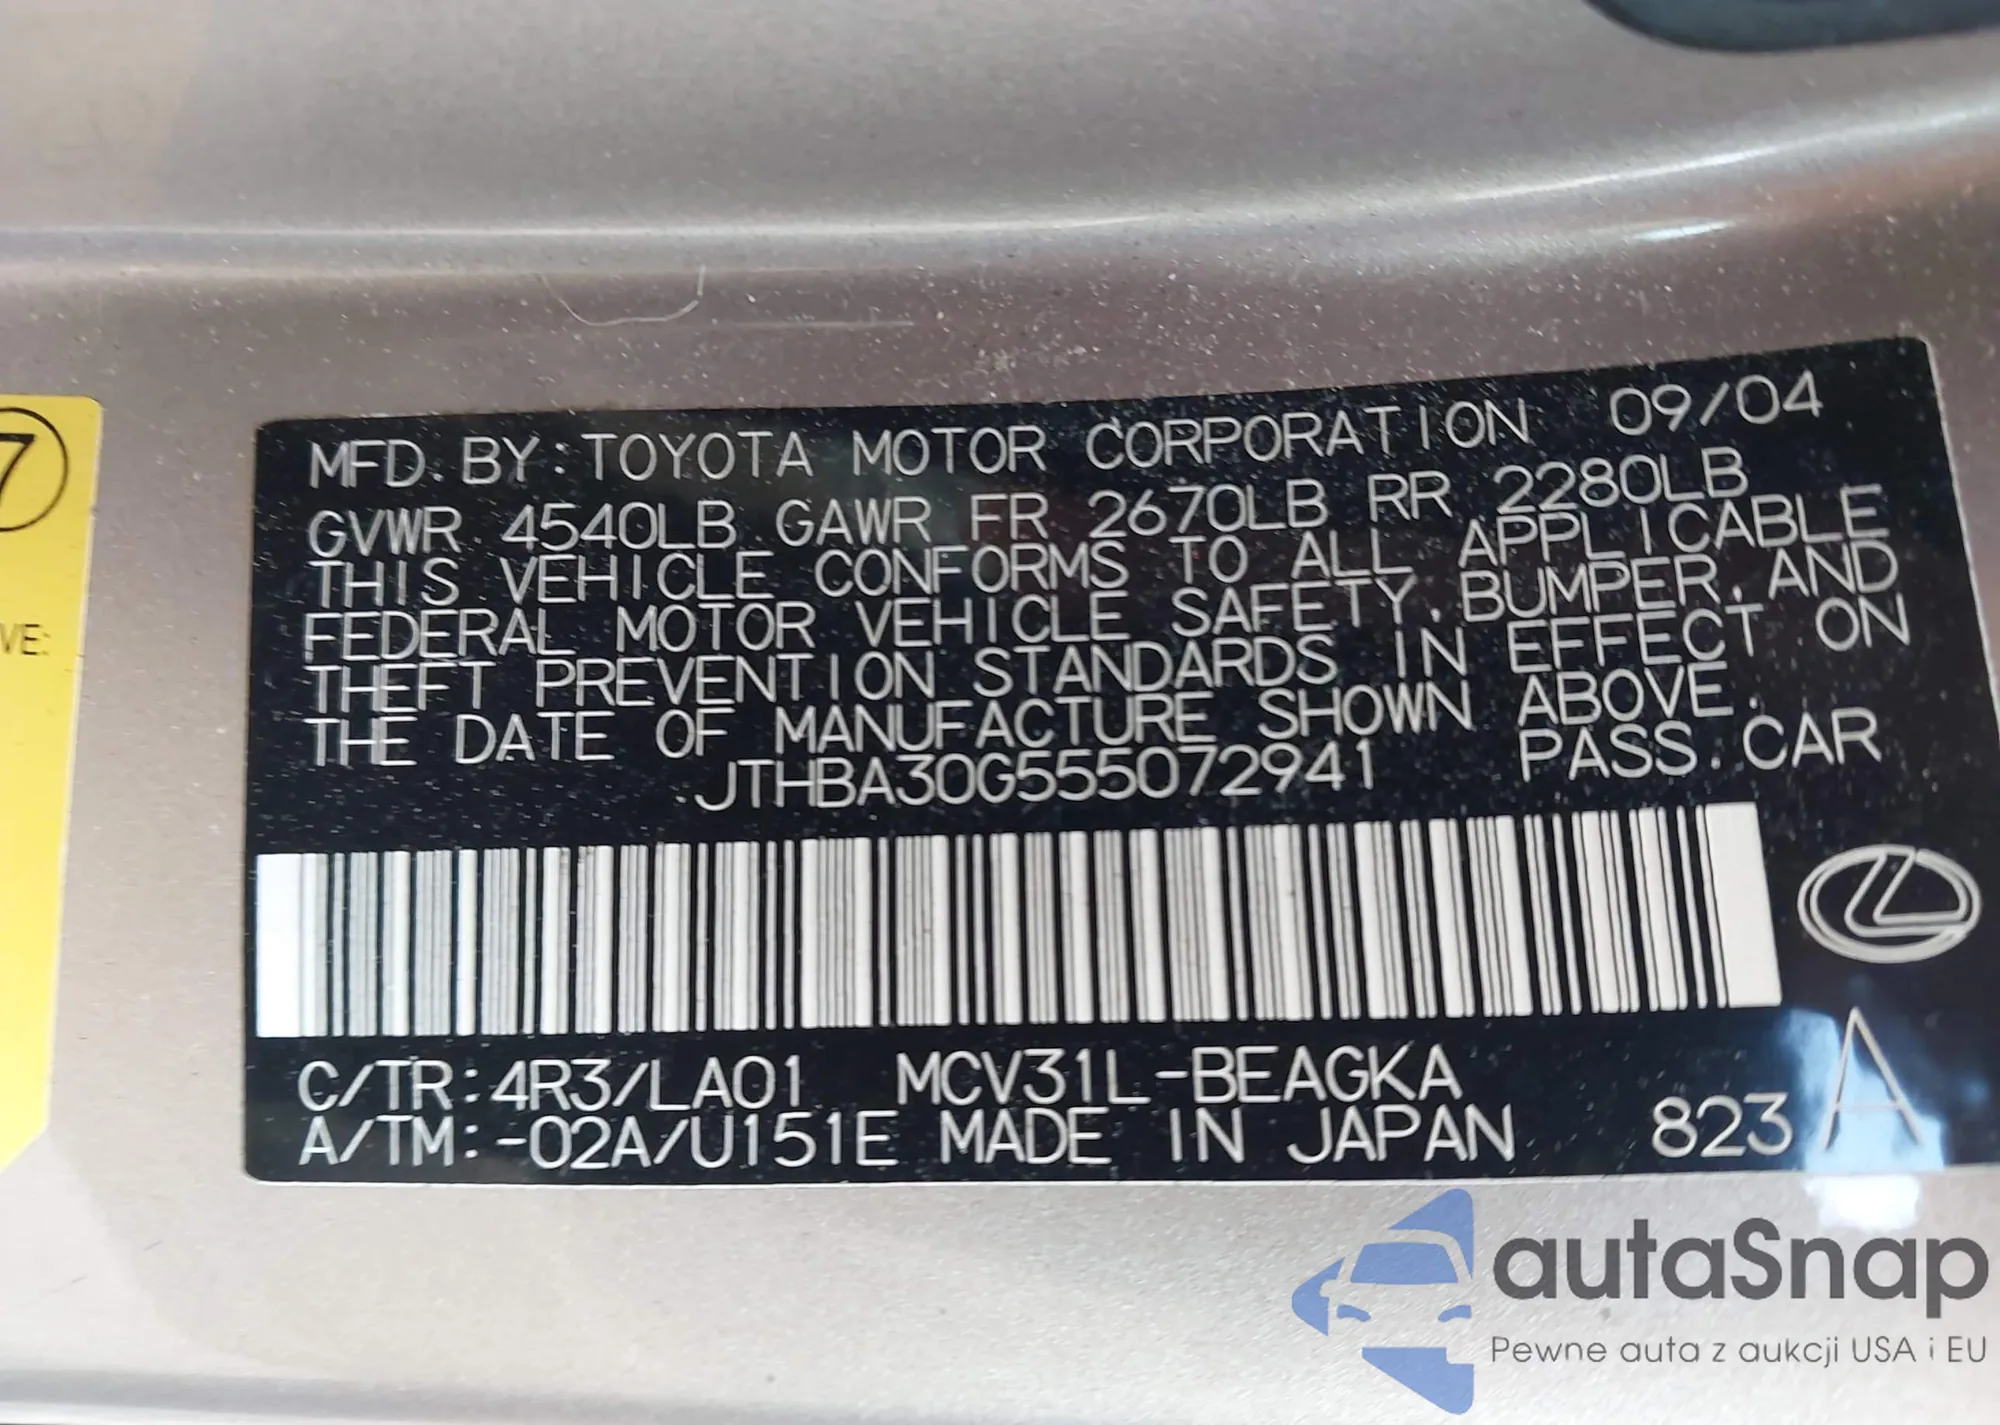 7
VE:
MFD. BY: TOYOTA MOTOR CORPORATION 09/04
GVWR 4540LB GAWR FR 2670LB RR 2280LB
THIS VEHICLE CONFORMS TO ALL APPLICABLE
FEDERAL MOTOR VEHICLE SAFETY, BUMPER, AND
THEFT PREVENTION STANDARDS IN EFFECT ON
THE DATE OF MANUFACTURE SHOWN ABOVE.
JTHBA30G555072941 PASS. CAR
C/TR: 4R3/LA01 MCV31L-BEAGKA
A/TM: -02A/U151E MADE IN JAPAN 823 A
autaSnap
Pewne auta z aukcji USA i EU